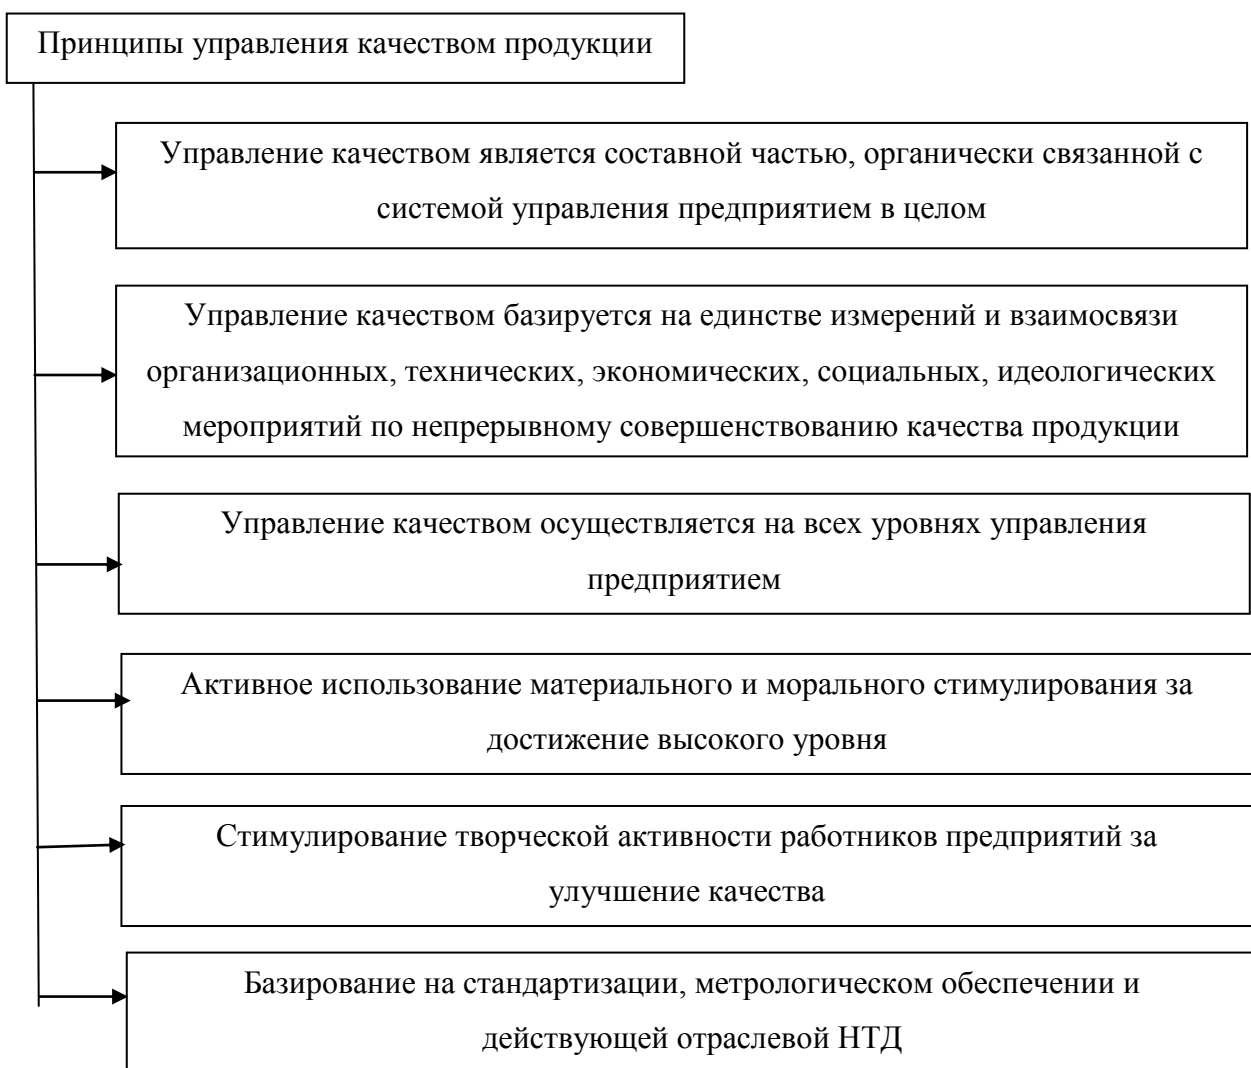 Принципы управления качеством продукции
Управление качеством является составной частью, органически связанной с
системой управления предприятием в целом
Управление качеством базируется на единстве измерений и взаимосвязи
организационных, технических, экономических, социальных, идеологических
мероприятий по непрерывному совершенствованию качества продукции
Управление качеством осуществляется на всех уровнях управления
предприятием
Активное использование материального и морального стимулирования за
достижение высокого уровня
Стимулирование творческой активности работников предприятий за
улучшение качества
Базирование на стандартизации, метрологическом обеспечении и
действующей отраслевой НТД